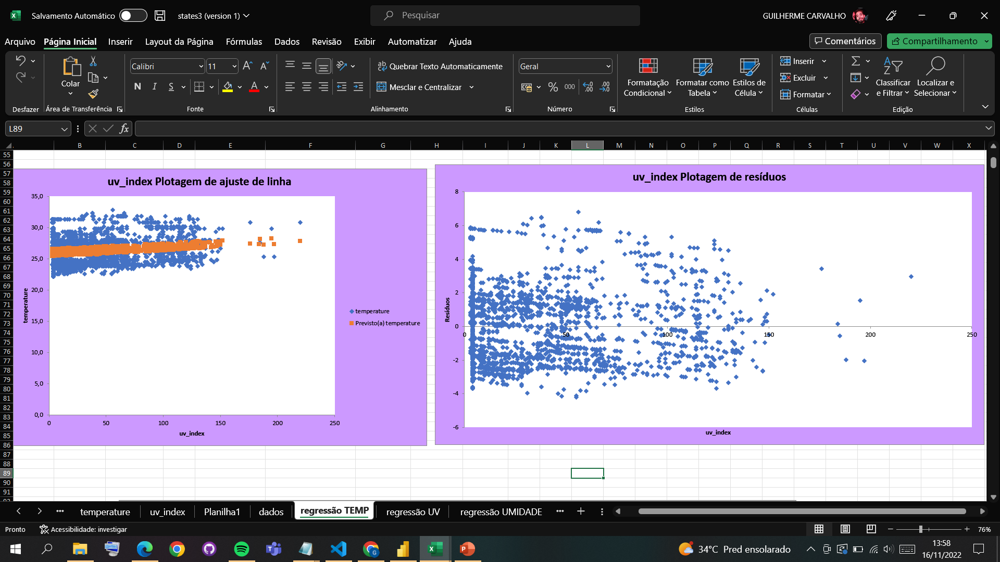 Salvamento Automático
states3 (version 1)
Pesquisar
GUILHERME CARVALHO
Arquivo
Página Inicial
Inserir
Layout da Página
Fórmulas
Dados
Revisão
Exibir
Automatizar
Ajuda
Comentários
Compartilhamento
Colar
Calibri
11
N I S
A
ab Quebrar Texto Automaticamente
Mesclar e Centralizar
Geral
% 000
Formatação Condicional
Formatar como Tabela
Estilos de Célula
Inserir
Excluir
Formatar
Classificar e Filtrar
Localizar e Selecionar
Desfazer
Área de Transferência
Fonte
Alinhamento
Número
Estilos
Células
Edição
L89
fx
B C D E F G H I J K L M N O P Q R S T U V W X
55
56
57
58
59
60
61
62
63
64
65
66
67
68
69
70
71
72
73
74
75
76
77
78
79
80
81
82
83
84
85
86
87
88
89
90
91
92
uv_index Plotagem de ajuste de linha
35,0
30,0
25,0
20,0
15,0
10,0
5,0
0,0
temperature
0 50 100 150 200 250
uv_index
temperature
Previsto(a) temperature
uv_index Plotagem de resíduos
8
6
4
2
0
-2
-4
-6
Resíduos
0 50 100 150 200 250
uv_index
temperature
uv_index
Planilha1
dados
regressão TEMP
regressão UV
regressão UMIDADE
Pronto
Acessibilidade: investigar
76%
34°C Pred ensolarado
13:58
16/11/2022